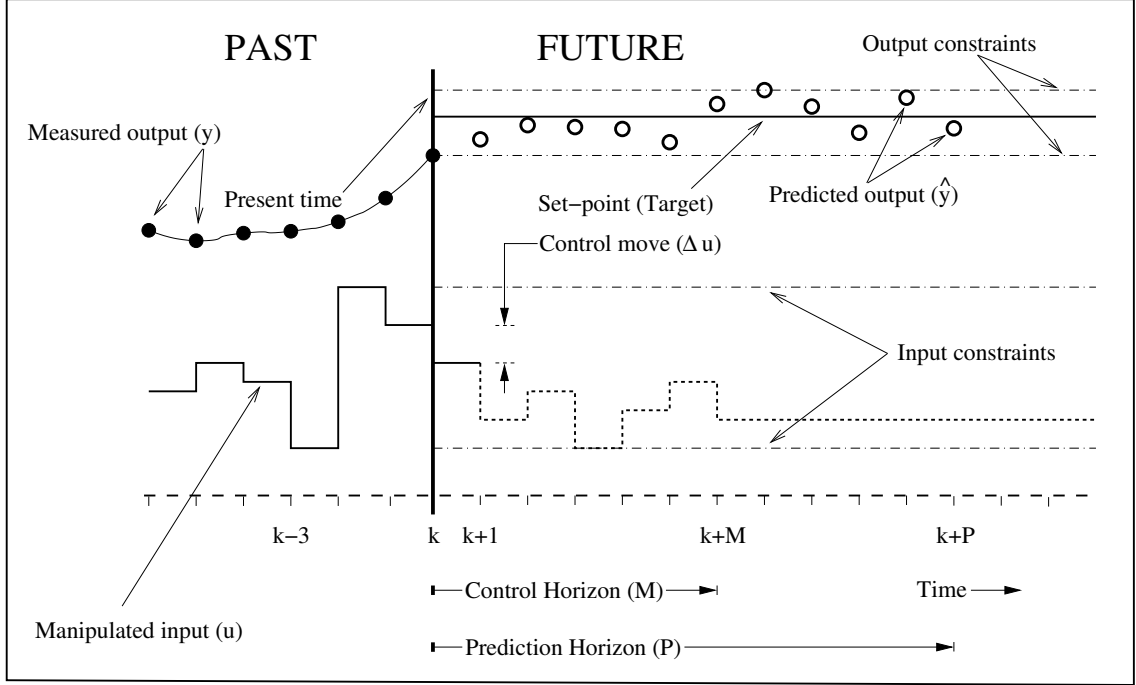 PAST
FUTURE
Output constraints
Measured output (y)
Present time
Set−point (Target)
Predicted output (ŷ)
Control move (Δ u)
Input constraints
k−3
k
k+1
k+M
k+P
Control Horizon (M)
Time
Manipulated input (u)
Prediction Horizon (P)